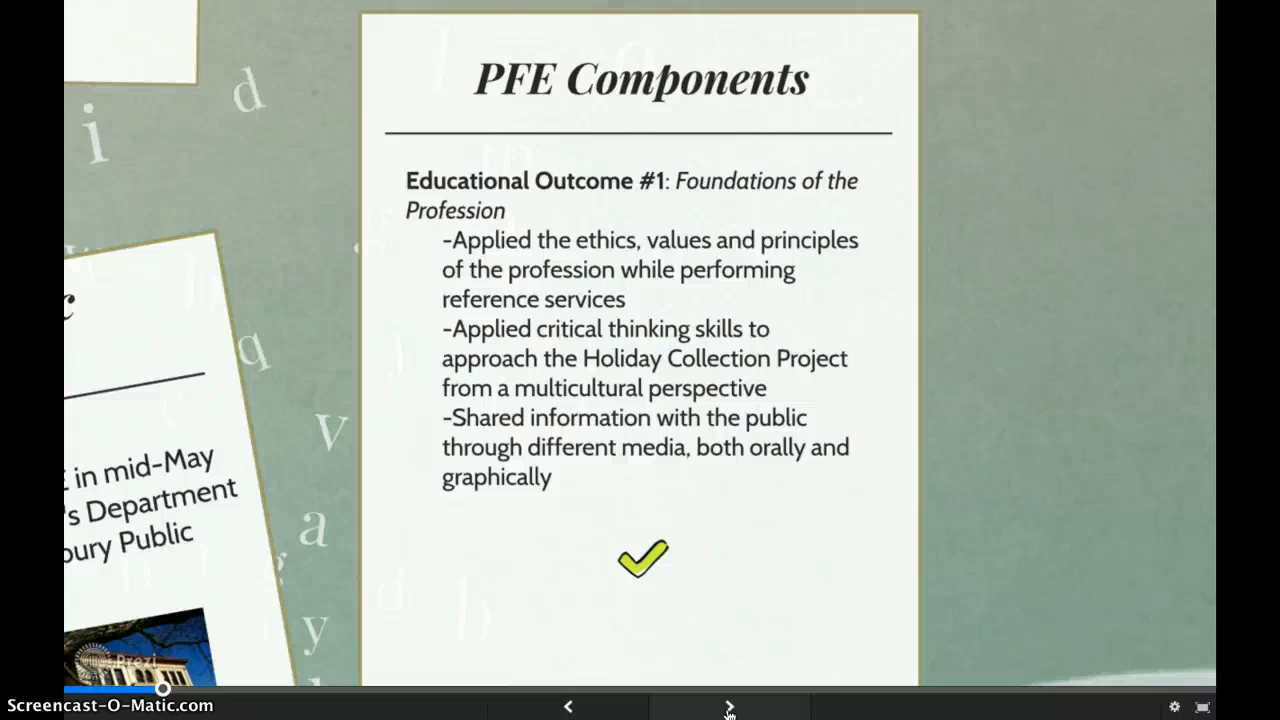 PFE Components
Educational Outcome #1: Foundations of the
Profession
-Applied the ethics, values and principles
of the profession while performing
reference services
-Applied critical thinking skills to
approach the Holiday Collection Project
from a multicultural perspective
-Shared information with the public
through different media, both orally and
graphically
d
i
q
v
a
y
c
in mid-May
's Department
Public
Prezi
Screencast-O-Matic.com